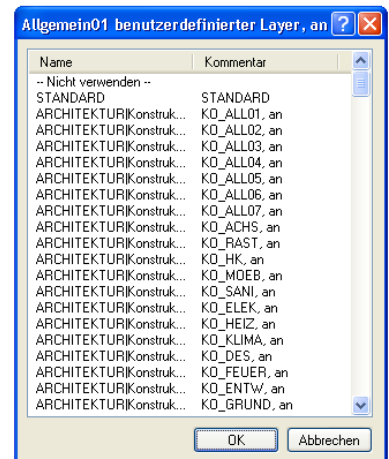 Allgemein01 benutzerdefinierter Layer, an
Name Kommentar
-- Nicht verwenden --
STANDARD STANDARD
ARCHITEKTUR|Konstruk... KO_ALL01, an
ARCHITEKTUR|Konstruk... KO_ALL02, an
ARCHITEKTUR|Konstruk... KO_ALL03, an
ARCHITEKTUR|Konstruk... KO_ALL04, an
ARCHITEKTUR|Konstruk... KO_ALL05, an
ARCHITEKTUR|Konstruk... KO_ALL06, an
ARCHITEKTUR|Konstruk... KO_ALL07, an
ARCHITEKTUR|Konstruk... KO_ACHS, an
ARCHITEKTUR|Konstruk... KO_RAST, an
ARCHITEKTUR|Konstruk... KO_HK, an
ARCHITEKTUR|Konstruk... KO_MOEB, an
ARCHITEKTUR|Konstruk... KO_SANI, an
ARCHITEKTUR|Konstruk... KO_ELEK, an
ARCHITEKTUR|Konstruk... KO_HEIZ, an
ARCHITEKTUR|Konstruk... KO_KLIMA, an
ARCHITEKTUR|Konstruk... KO_DES, an
ARCHITEKTUR|Konstruk... KO_FEUER, an
ARCHITEKTUR|Konstruk... KO_ENTW, an
ARCHITEKTUR|Konstruk... KO_GRUND, an
OK Abbrechen